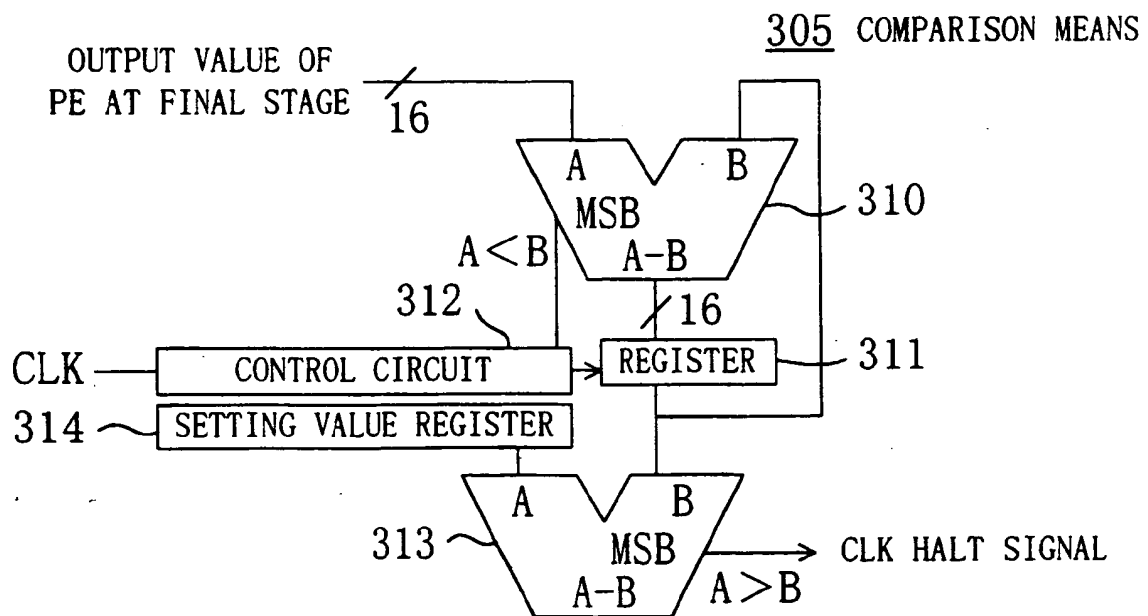 305 COMPARISON MEANS
OUTPUT VALUE OF
PE AT FINAL STAGE
16
A
B
MSB
310
A<B
A-B
312
16
CLK
CONTROL CIRCUIT
REGISTER
311
314
SETTING VALUE REGISTER
A
B
313
MSB
CLK HALT SIGNAL
A-B
A>B